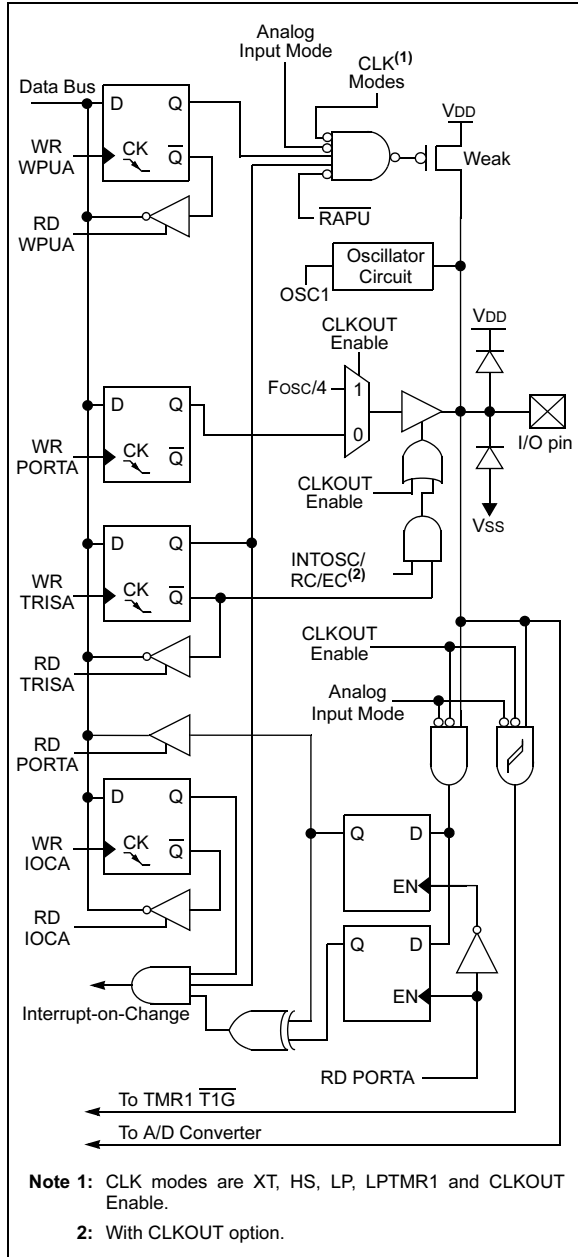 Analog
Input Mode
CLK(1)
Modes
Data Bus
D
Q
VDD
WR
WPUA
CK
Q
Weak
RD
WPUA
RAPU
Oscillator
Circuit
OSC1
CLKOUT
Enable
VDD
FOSC/4
1
D
Q
0
I/O pin
WR
PORTA
CK
Q
CLKOUT
Enable
VSS
D
Q
INTOSC/
RC/EC(2)
WR
TRISA
CK
Q
CLKOUT
Enable
RD
TRISA
Analog
Input Mode
RD
PORTA
D
Q
WR
IOCA
CK
Q
Q
D
EN
RD
IOCA
Q
D
Interrupt-on-Change
EN
RD PORTA
To TMR1 T1G
To A/D Converter
Note 1: CLK modes are XT, HS, LP, LPTMR1 and CLKOUT
Enable.
2: With CLKOUT option.